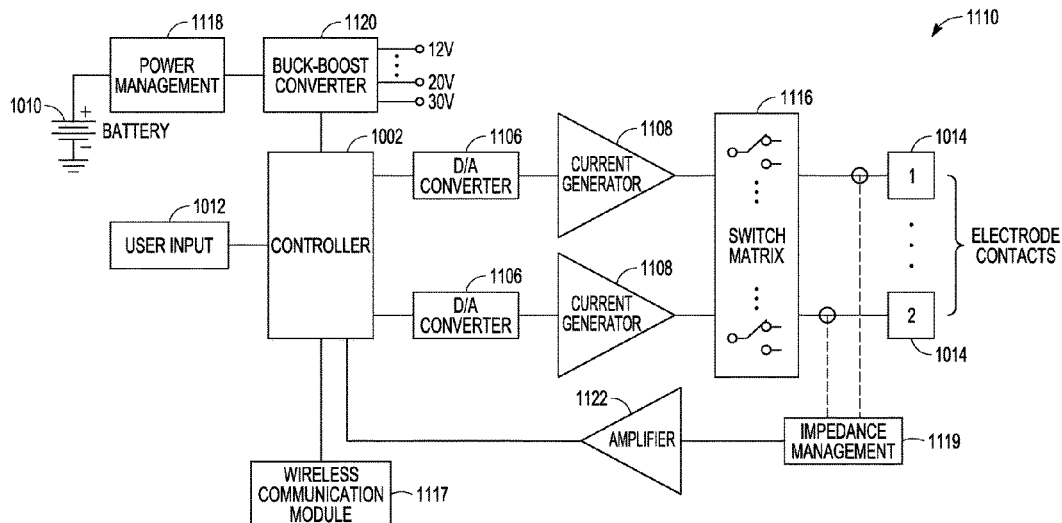 1118
1120
1110
POWER
MANAGEMENT
BUCK-BOOST
CONVERTER
12V
20V
30V
1010
+
−
BATTERY
1002
1106
1108
1116
1014
D/A
CONVERTER
CURRENT
GENERATOR
1
1012
USER INPUT
CONTROLLER
SWITCH
MATRIX
ELECTRODE
CONTACTS
1106
1108
D/A
CONVERTER
CURRENT
GENERATOR
2
1014
1122
AMPLIFIER
IMPEDANCE
MANAGEMENT
1119
WIRELESS
COMMUNICATION
MODULE
1117